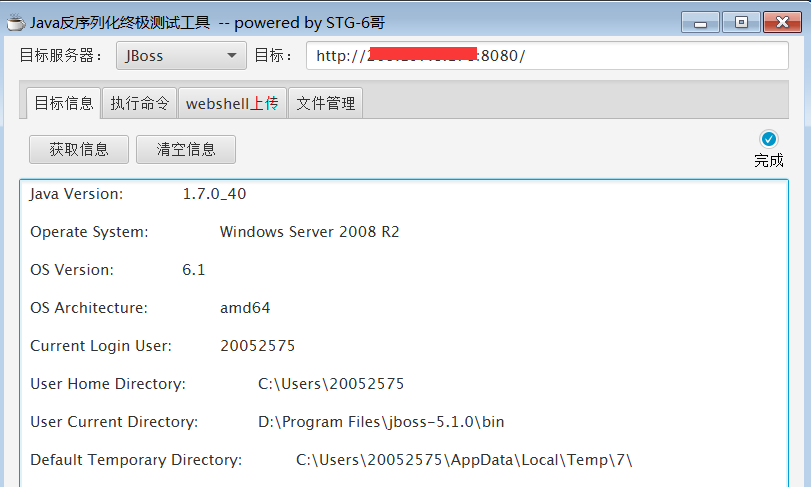 Java反序列化终极测试工具 -- powered by STG-6哥
目标服务器： JBoss 目标： http:// :8080/
目标信息 执行命令 webshell上传 文件管理
获取信息 清空信息 完成
Java Version: 1.7.0_40
Operate System: Windows Server 2008 R2
OS Version: 6.1
OS Architecture: amd64
Current Login User: 20052575
User Home Directory: C:\Users\20052575
User Current Directory: D:\Program Files\jboss-5.1.0\bin
Default Temporary Directory: C:\Users\20052575\AppData\Local\Temp\7\